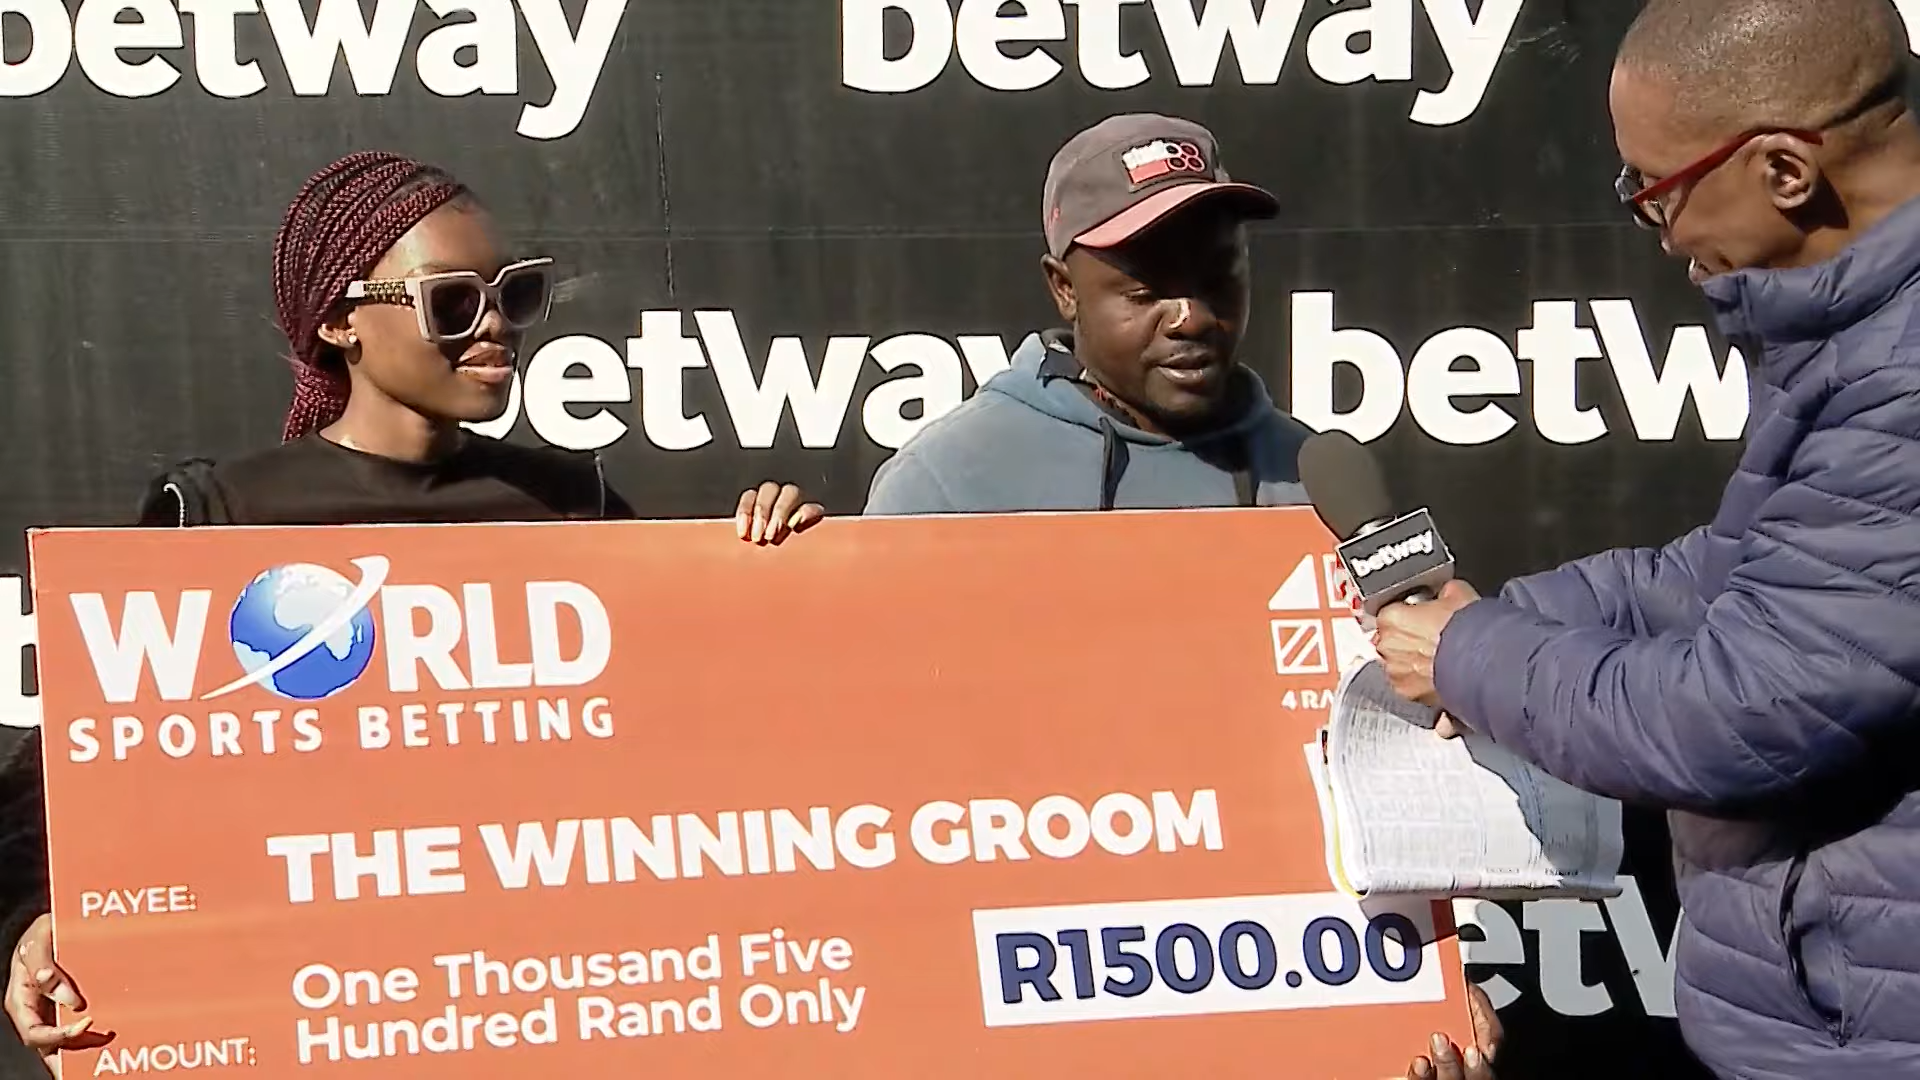 betway betway
betway betway
WORLD
SPORTS BETTING
betway
PAYEE: THE WINNING GROOM
One Thousand Five
Hundred Rand Only
AMOUNT:
R1500.00